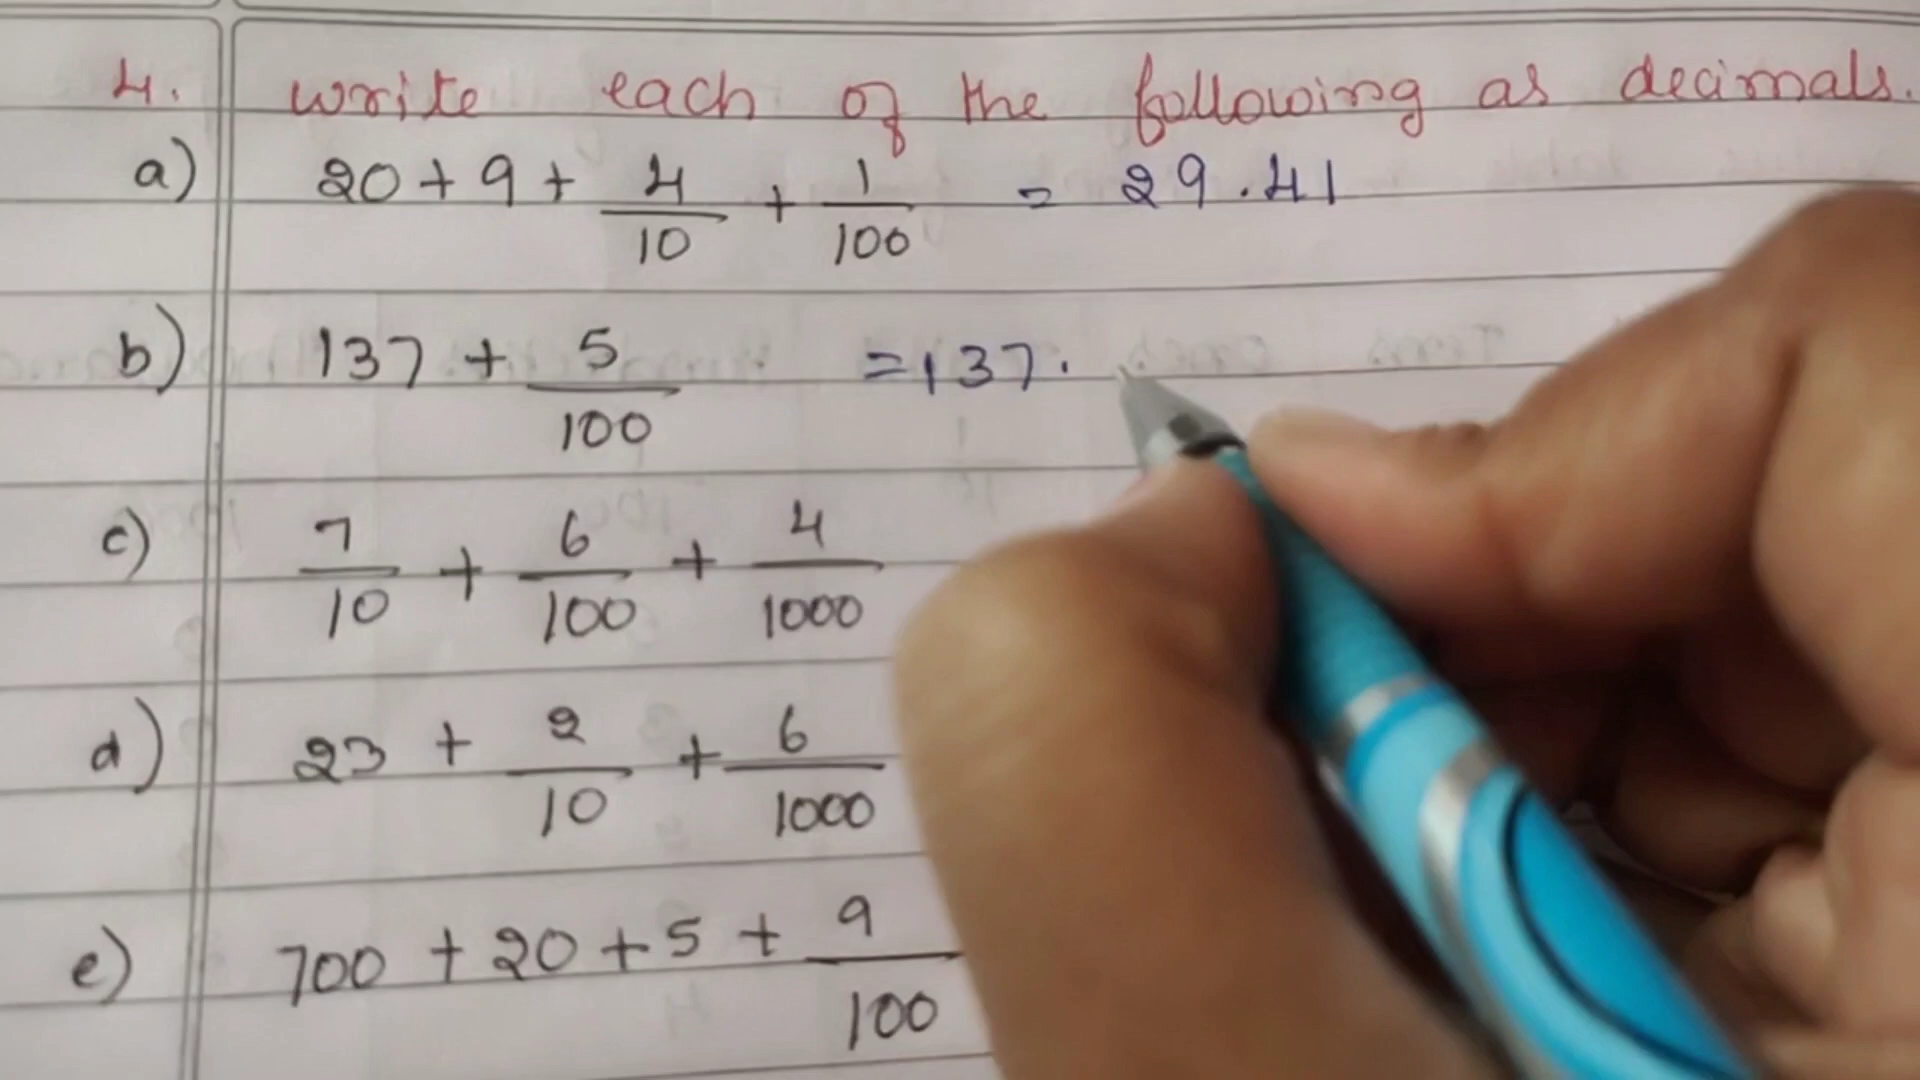 4. write each of the following as decimals.
a) 20 + 9 + 4/10 + 1/100 = 29.41
b) 137 + 5/100 = 137.
c) 7/10 + 6/100 + 4/1000
d) 23 + 2/10 + 6/1000
e) 700 + 20 + 5 + 9/100